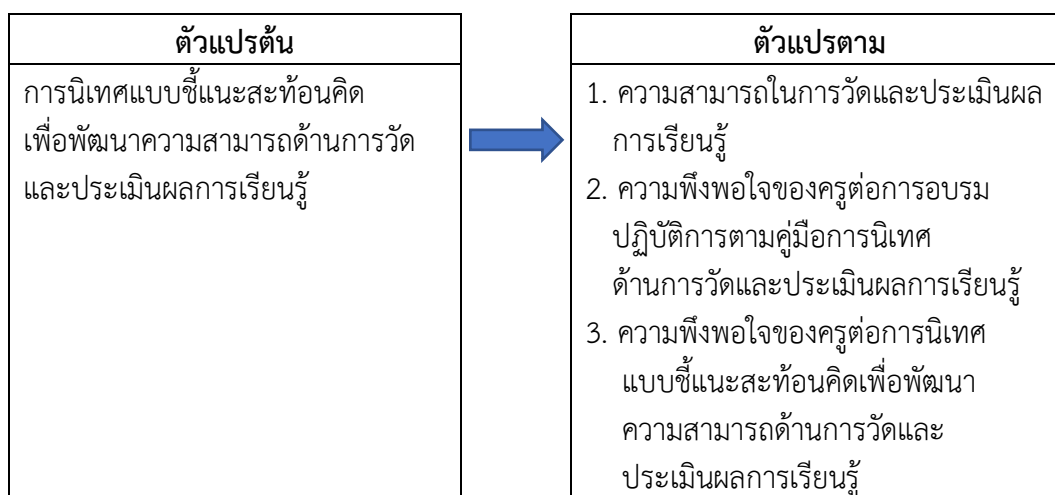 ตัวแปรต้น
การนิเทศแบบชี้แนะสะท้อนคิด
เพื่อพัฒนาความสามารถด้านการวัด
และประเมินผลการเรียนรู้
ตัวแปรตาม
1. ความสามารถในการวัดและประเมินผล
การเรียนรู้
2. ความพึงพอใจของครูต่อการอบรม
ปฏิบัติการตามคู่มือการนิเทศ
ด้านการวัดและประเมินผลการเรียนรู้
3. ความพึงพอใจของครูต่อการนิเทศ
แบบชี้แนะสะท้อนคิดเพื่อพัฒนา
ความสามารถด้านการวัดและ
ประเมินผลการเรียนรู้